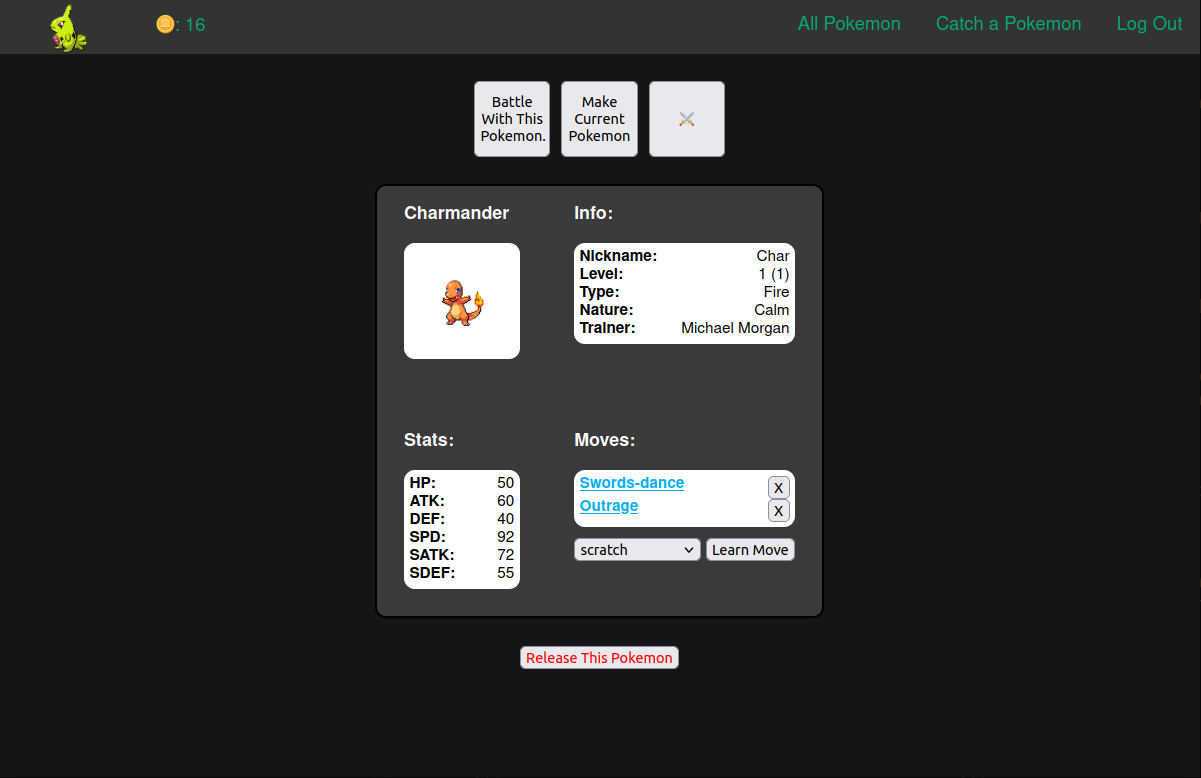 🪙: 16
All Pokemon
Catch a Pokemon
Log Out
Battle
With This
Pokemon.
Make
Current
Pokemon
⚔️
Charmander
Info:
Nickname: Char
Level: 1 (1)
Type: Fire
Nature: Calm
Trainer: Michael Morgan
Stats:
HP: 50
ATK: 60
DEF: 40
SPD: 92
SATK: 72
SDEF: 55
Moves:
Swords-dance X
Outrage X
scratch
Learn Move
Release This Pokemon